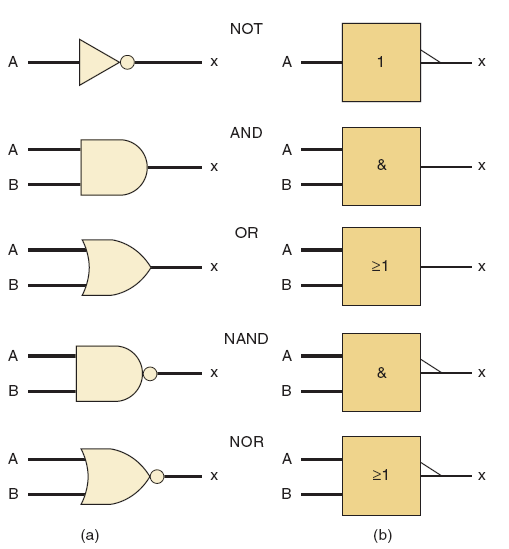 NOT
A x A 1 x
AND
A A
x & x
B B
OR
A A
x ≥1 x
B B
NAND
A A
x & x
B B
NOR
A A
x ≥1 x
B B
(a) (b)